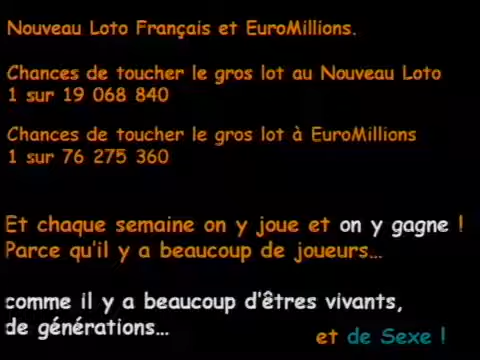 Nouveau Loto Français et EuroMillions.
Chances de toucher le gros lot au Nouveau Loto
1 sur 19 068 840
Chances de toucher le gros lot à EuroMillions
1 sur 76 275 360
Et chaque semaine on y joue et on y gagne !
Parce qu'il y a beaucoup de joueurs...
comme il y a beaucoup d'êtres vivants,
de générations...
et de Sexe !